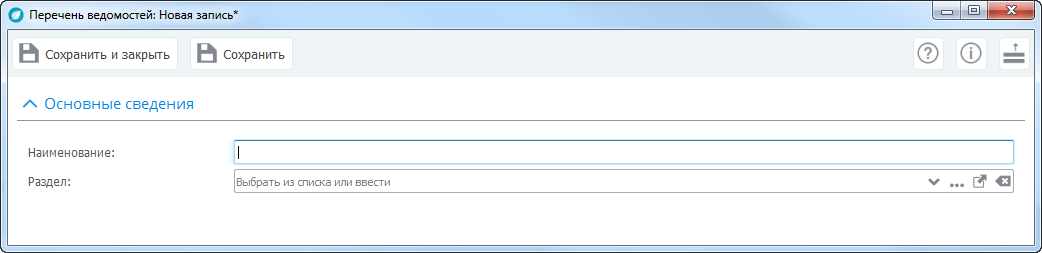 Перечень ведомостей: Новая запись*
Сохранить и закрыть Сохранить
Основные сведения
Наименование:
Раздел: Выбрать из списка или ввести